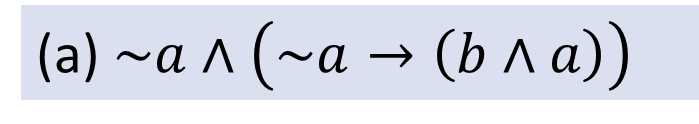 (a) ~a ∧ (~a → (b ∧ a))